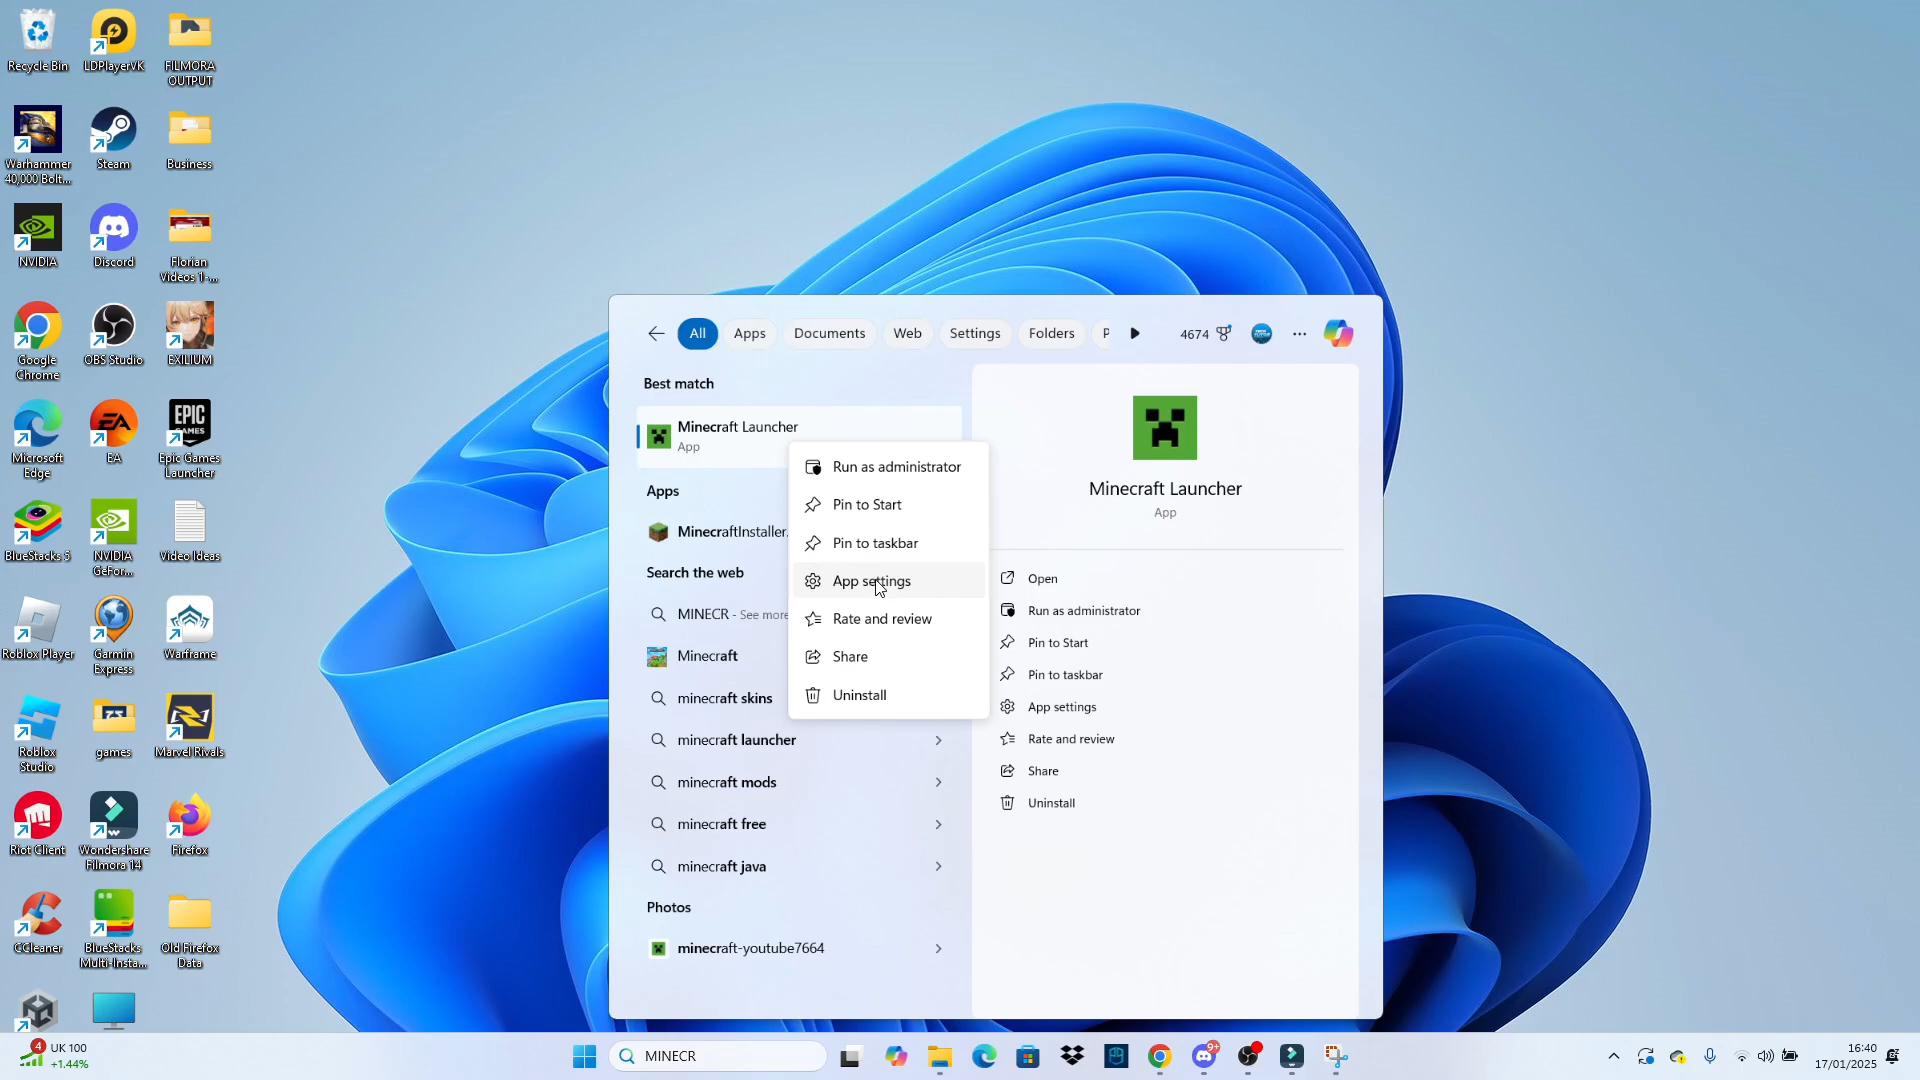 Recycle Bin
LDPlayerVK
FILMORA
OUTPUT
Warhammer
40,000 Bolt...
Steam
Business
NVIDIA
Discord
Florian
Videos 1-...
Google
Chrome
OBS Studio
EXILIUM
Microsoft
Edge
EA
Epic Games
Launcher
BlueStacks 5
NVIDIA
GeFor...
Video Ideas
Roblox Player
Garmin
Express
Warframe
Roblox
Studio
games
Marvel Rivals
Riot Client
Wondershare
Filmora 14
Firefox
CCleaner
BlueStacks
Multi-Insta...
Old Firefox
Data
All
Apps
Documents
Web
Settings
Folders
P
4674
Best match
Minecraft Launcher
App
Apps
MinecraftInstaller.
Search the web
MINECR - See more
Minecraft
minecraft skins
minecraft launcher
minecraft mods
minecraft free
minecraft java
Photos
minecraft-youtube7664
Run as administrator
Pin to Start
Pin to taskbar
App settings
Rate and review
Share
Uninstall
Minecraft Launcher
App
Open
Run as administrator
Pin to Start
Pin to taskbar
App settings
Rate and review
Share
Uninstall
4
UK 100
+1.44%
MINECR
9+
16:40
17/01/2025